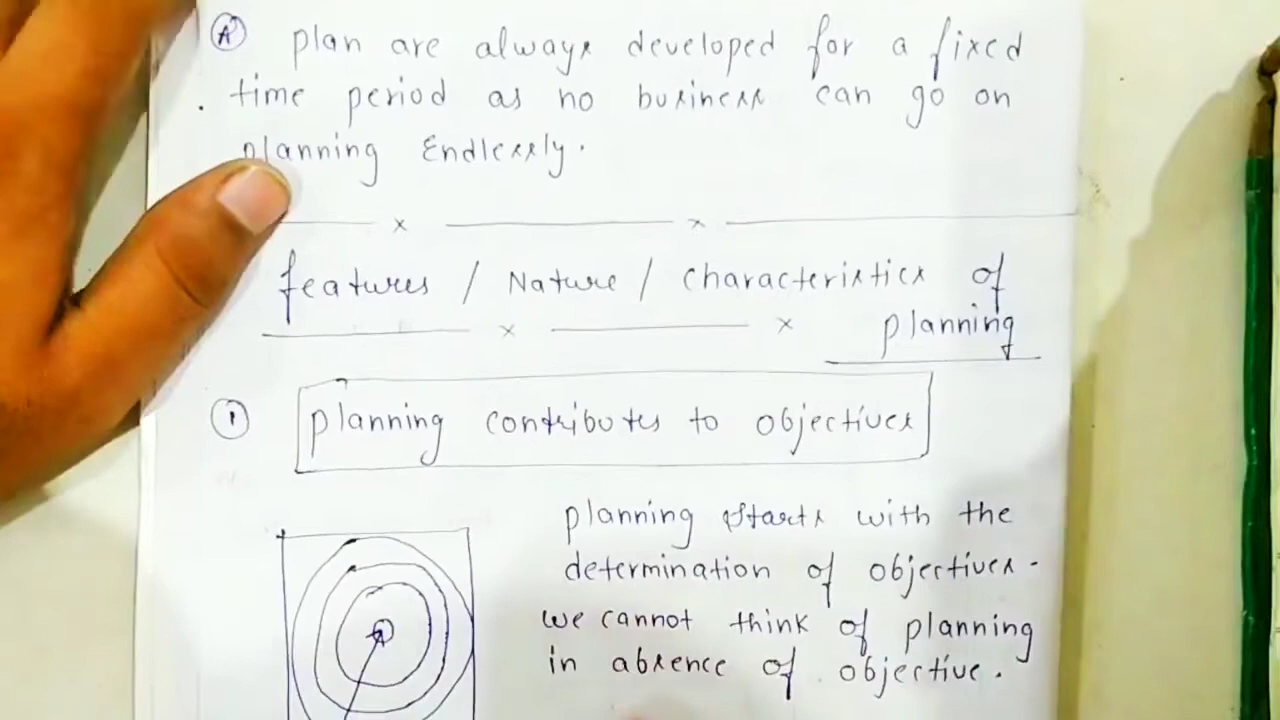 A plan are always developed for a fixed
time period as no business can go on
planning Endlessly.
features / Nature / characteristics of
planning
1 planning contributes to objectives
planning starts with the
determination of objectives.
we cannot think of planning
in absence of objective.